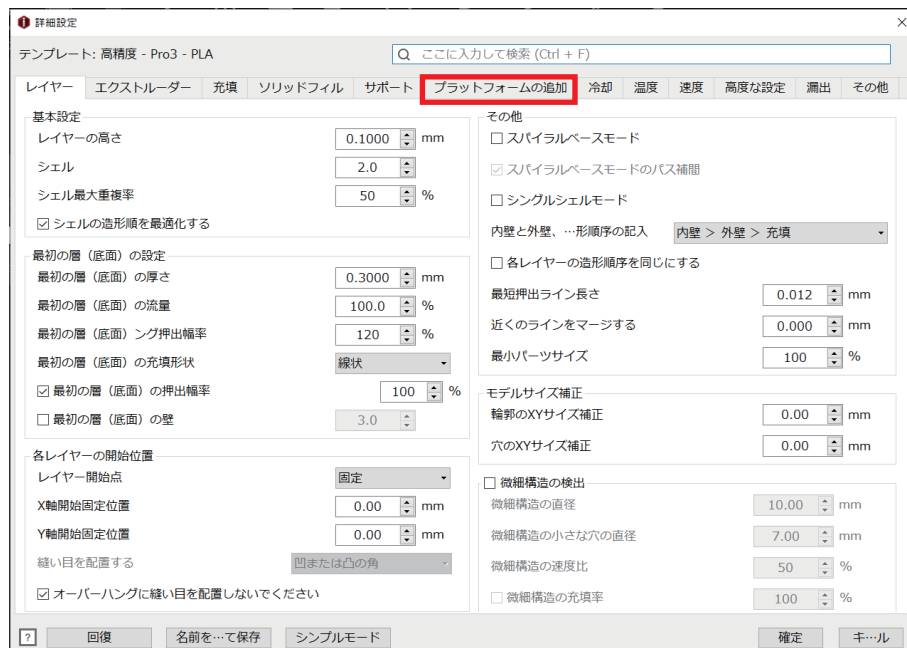 詳細設定
テンプレート: 高精度 - Pro3 - PLA
ここに入力して検索 (Ctrl + F)
レイヤー エクストルーダー 充填 ソリッドフィル サポート プラットフォームの追加 冷却 温度 速度 高度な設定 漏出 その他
基本設定
レイヤーの高さ 0.1000 mm
シェル 2.0
シェル最大重複率 50 %
シェルの造形順を最適化する
最初の層（底面）の設定
最初の層（底面）の厚さ 0.3000 mm
最初の層（底面）の流量 100.0 %
最初の層（底面）ング押出幅率 120 %
最初の層（底面）の充填形状 線状
最初の層（底面）の押出幅率 100 %
最初の層（底面）の壁 3.0
各レイヤーの開始位置
レイヤー開始点 固定
X軸開始固定位置 0.00 mm
Y軸開始固定位置 0.00 mm
縫い目を配置する 凹または凸の角
オーバーハングに縫い目を配置しないでください
その他
スパイラルベースモード
スパイラルベースモードのパス補間
シングルシェルモード
内壁と外壁、…形順序の記入 内壁 > 外壁 > 充填
各レイヤーの造形順序を同じにする
最短押出ライン長さ 0.012 mm
近くのラインをマージする 0.000 mm
最小パーツサイズ 100 %
モデルサイズ補正
輪郭のXYサイズ補正 0.00 mm
穴のXYサイズ補正 0.00 mm
微細構造の検出
微細構造の直径 10.00 mm
微細構造の小さな穴の直径 7.00 mm
微細構造の速度比 50 %
微細構造の充填率 100 %
? 回復 名前を…て保存 シンプルモード 確定 キ…ル